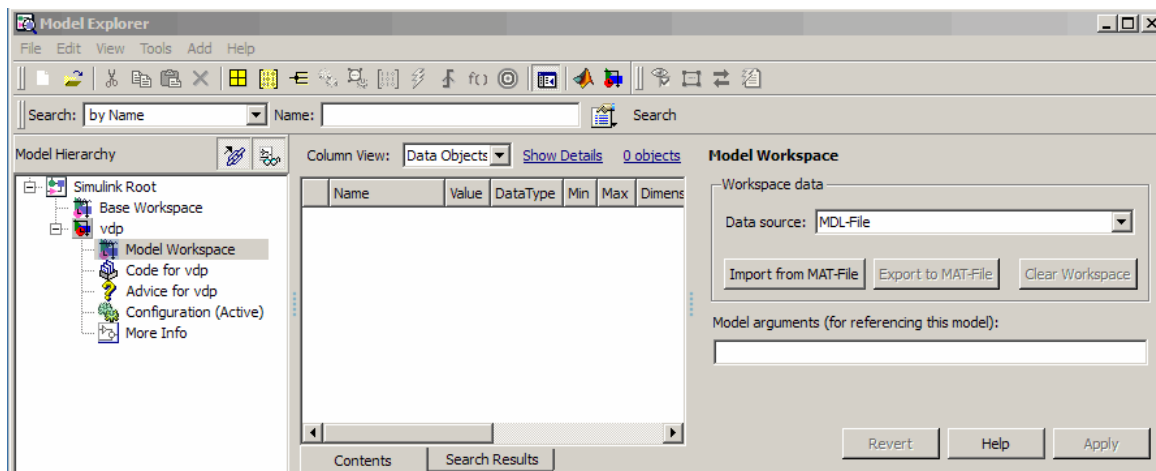 Model Explorer
File Edit View Tools Add Help
f()
Search: by Name Name: Search
Model Hierarchy
Simulink Root
Base Workspace
vdp
Model Workspace
Code for vdp
Advice for vdp
Configuration (Active)
More Info
Column View: Data Objects Show Details 0 objects
Name Value DataType Min Max Dimens
Contents Search Results
Model Workspace
Workspace data
Data source: MDL-File
Import from MAT-File Export to MAT-File Clear Workspace
Model arguments (for referencing this model):
Revert Help Apply